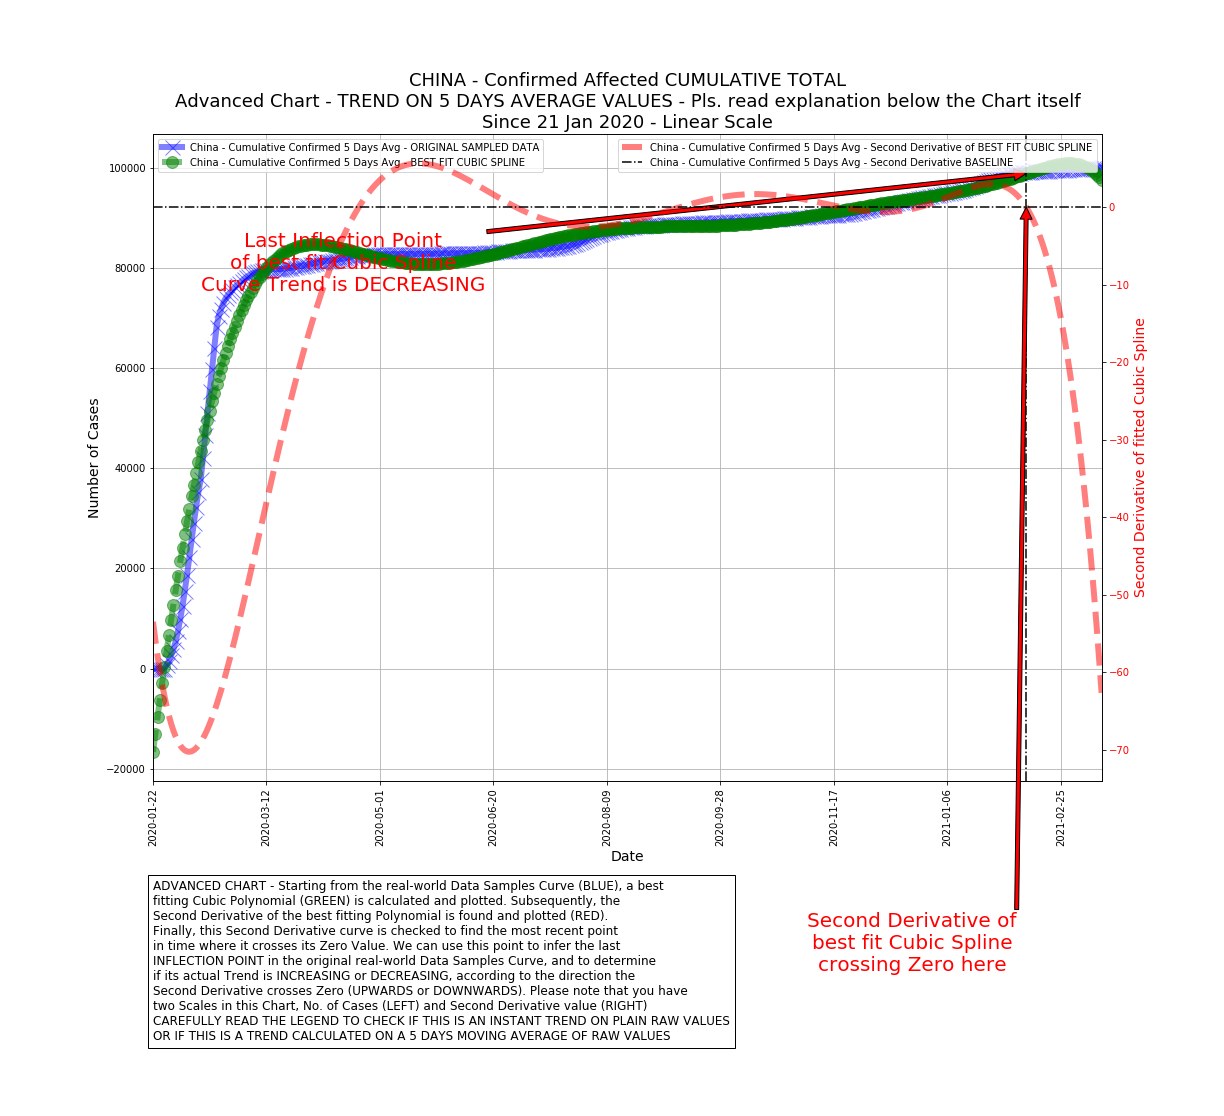 CHINA - Confirmed Affected CUMULATIVE TOTAL
Advanced Chart - TREND ON 5 DAYS AVERAGE VALUES - Pls. read explanation below the Chart itself
Since 21 Jan 2020 - Linear Scale
China - Cumulative Confirmed 5 Days Avg - ORIGINAL SAMPLED DATA
China - Cumulative Confirmed 5 Days Avg - BEST FIT CUBIC SPLINE
China - Cumulative Confirmed 5 Days Avg - Second Derivative of BEST FIT CUBIC SPLINE
China - Cumulative Confirmed 5 Days Avg - Second Derivative BASELINE
Last Inflection Point
of best fit Cubic Spline
Curve Trend is DECREASING
Number of Cases
100000
80000
60000
40000
20000
0
−20000
0
−10
−20
−30
−40
−50
−60
−70
Second Derivative of fitted Cubic Spline
2020-01-22
2020-03-12
2020-05-01
2020-06-20
2020-08-09
2020-09-28
2020-11-17
2021-01-06
2021-02-25
Date
ADVANCED CHART - Starting from the real-world Data Samples Curve (BLUE), a best
fitting Cubic Polynomial (GREEN) is calculated and plotted. Subsequently, the
Second Derivative of the best fitting Polynomial is found and plotted (RED).
Finally, this Second Derivative curve is checked to find the most recent point
in time where it crosses its Zero Value. We can use this point to infer the last
INFLECTION POINT in the original real-world Data Samples Curve, and to determine
if its actual Trend is INCREASING or DECREASING, according to the direction the
Second Derivative crosses Zero (UPWARDS or DOWNWARDS). Please note that you have
two Scales in this Chart, No. of Cases (LEFT) and Second Derivative value (RIGHT)
CAREFULLY READ THE LEGEND TO CHECK IF THIS IS AN INSTANT TREND ON PLAIN RAW VALUES
OR IF THIS IS A TREND CALCULATED ON A 5 DAYS MOVING AVERAGE OF RAW VALUES
Second Derivative of
best fit Cubic Spline
crossing Zero here